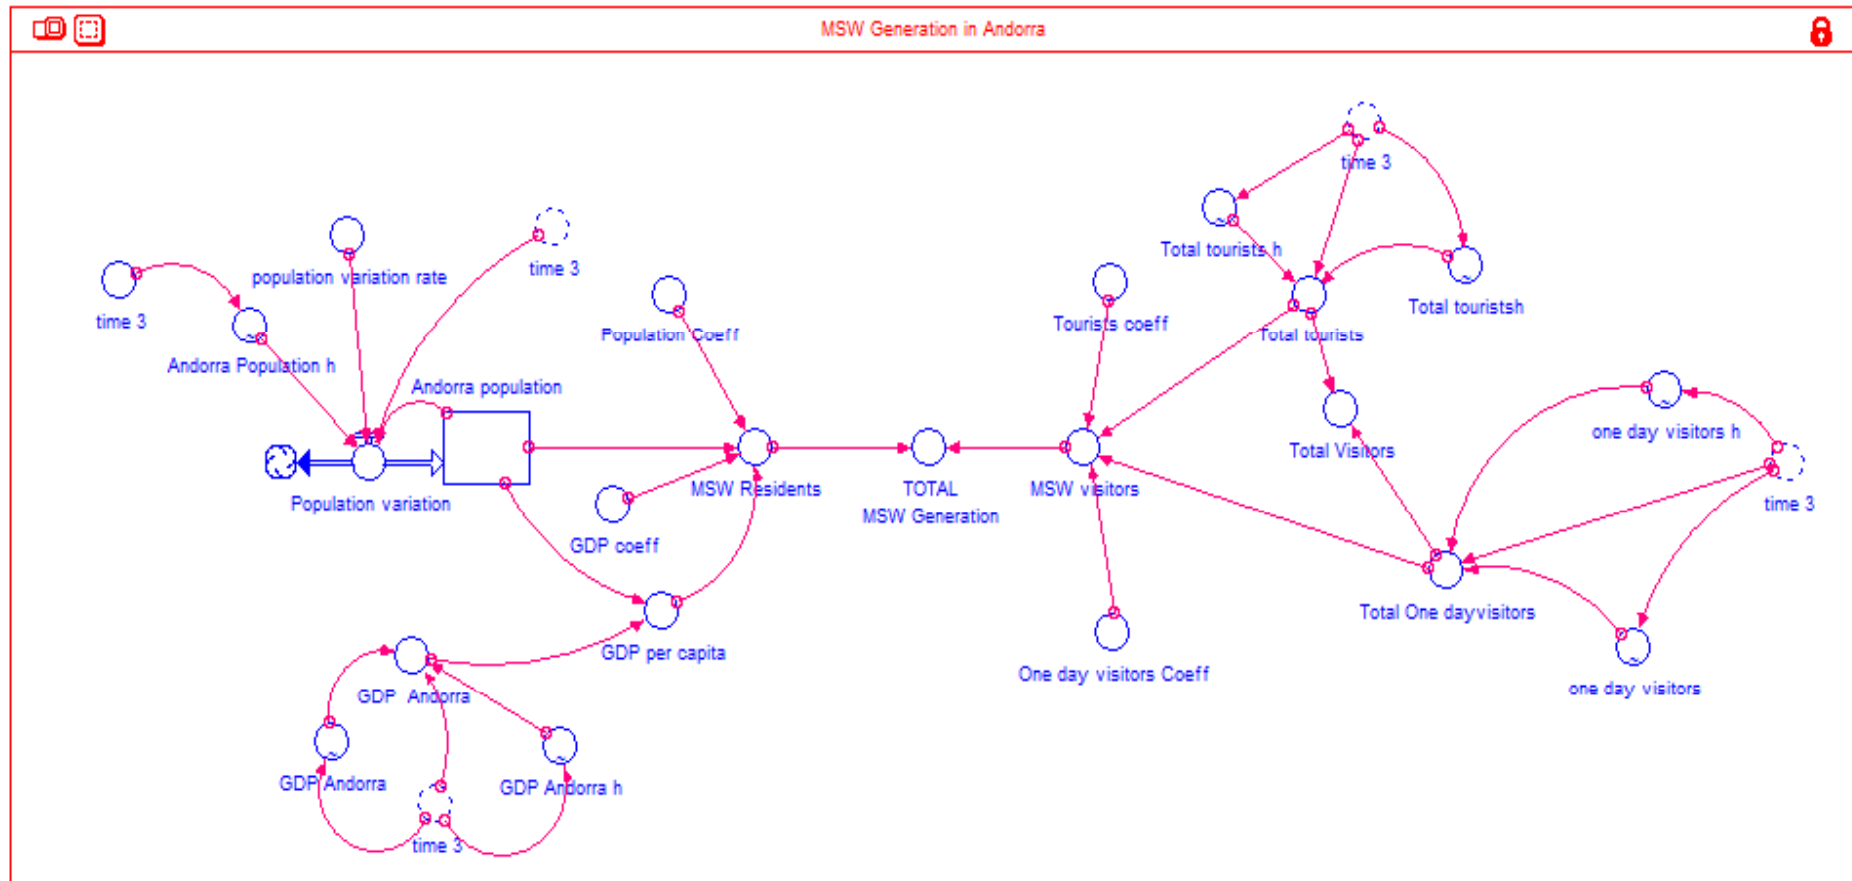 MSW Generation in Andorra
time 3
Total tourists h
population variation rate
time 3
time 3
Total touristsh
Tourists coeff
Population Coeff
Total tourists
Andorra Population h
Andorra population
one day visitors h
Total Visitors
MSW Residents
TOTAL
MSW Generation
MSW visitors
Population variation
time 3
GDP coeff
Total One dayvisitors
GDP per capita
One day visitors Coeff
one day visitors
GDP Andorra
GDP Andorra
GDP Andorra h
time 3